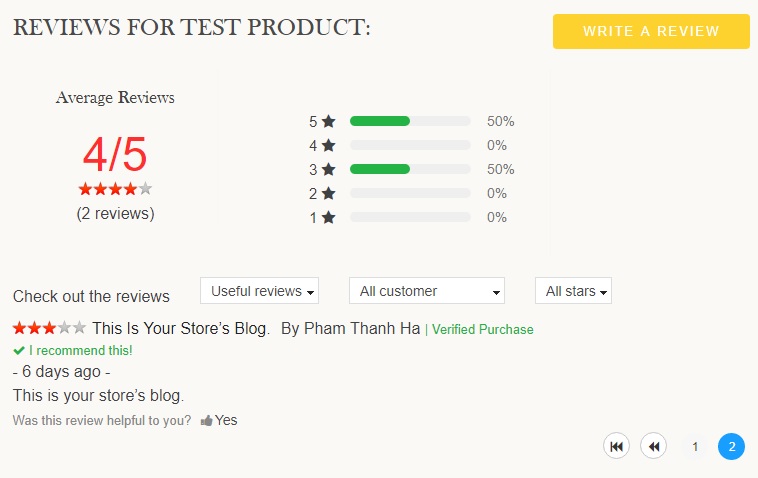 REVIEWS FOR TEST PRODUCT:
WRITE A REVIEW
Average Reviews
4/5
(2 reviews)
5 50%
4 0%
3 50%
2 0%
1 0%
Check out the reviews Useful reviews All customer All stars
This Is Your Store’s Blog. By Pham Thanh Ha | Verified Purchase
I recommend this!
- 6 days ago -
This is your store’s blog.
Was this review helpful to you? Yes
1 2